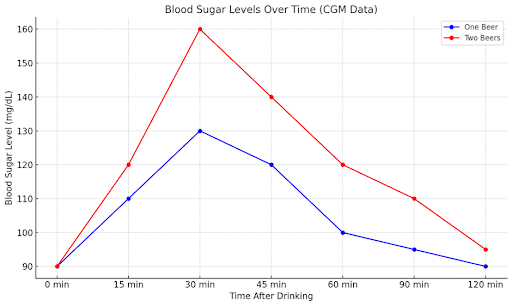 Blood Sugar Levels Over Time (CGM Data)
One Beer
Two Beers
Blood Sugar Level (mg/dL)
160
150
140
130
120
110
100
90
0 min 15 min 30 min 45 min 60 min 90 min 120 min
Time After Drinking